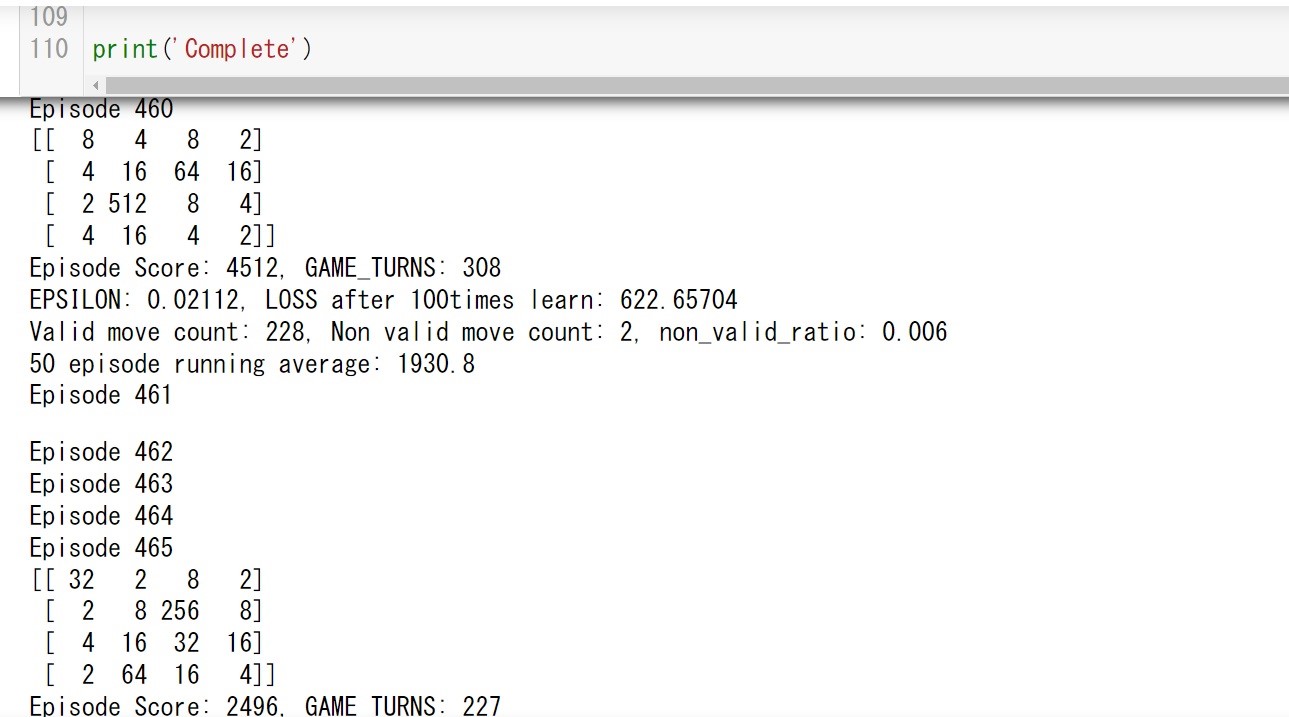 109
110 print('Complete')
Episode 460
[[ 8 4 8 2]
[ 4 16 64 16]
[ 2 512 8 4]
[ 4 16 4 2]]
Episode Score: 4512, GAME_TURNS: 308
EPSILON: 0.02112, LOSS after 100times learn: 622.65704
Valid move count: 228, Non valid move count: 2, non_valid_ratio: 0.006
50 episode running average: 1930.8
Episode 461
Episode 462
Episode 463
Episode 464
Episode 465
[[ 32 2 8 2]
[ 2 8 256 8]
[ 4 16 32 16]
[ 2 64 16 4]]
Episode Score: 2496, GAME_TURNS: 227